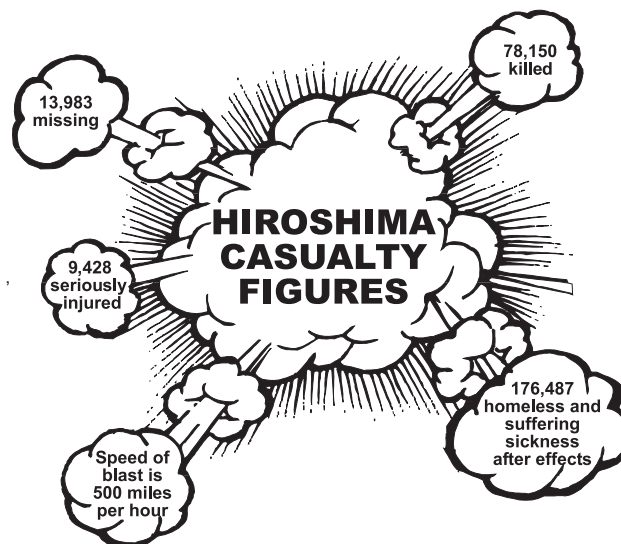 78,150
killed
13,983
missing
HIROSHIMA
CASUALTY
FIGURES
9,428
seriously
injured
176,487
homeless and
suffering
sickness
after effects
Speed of
blast is
500 miles
per hour